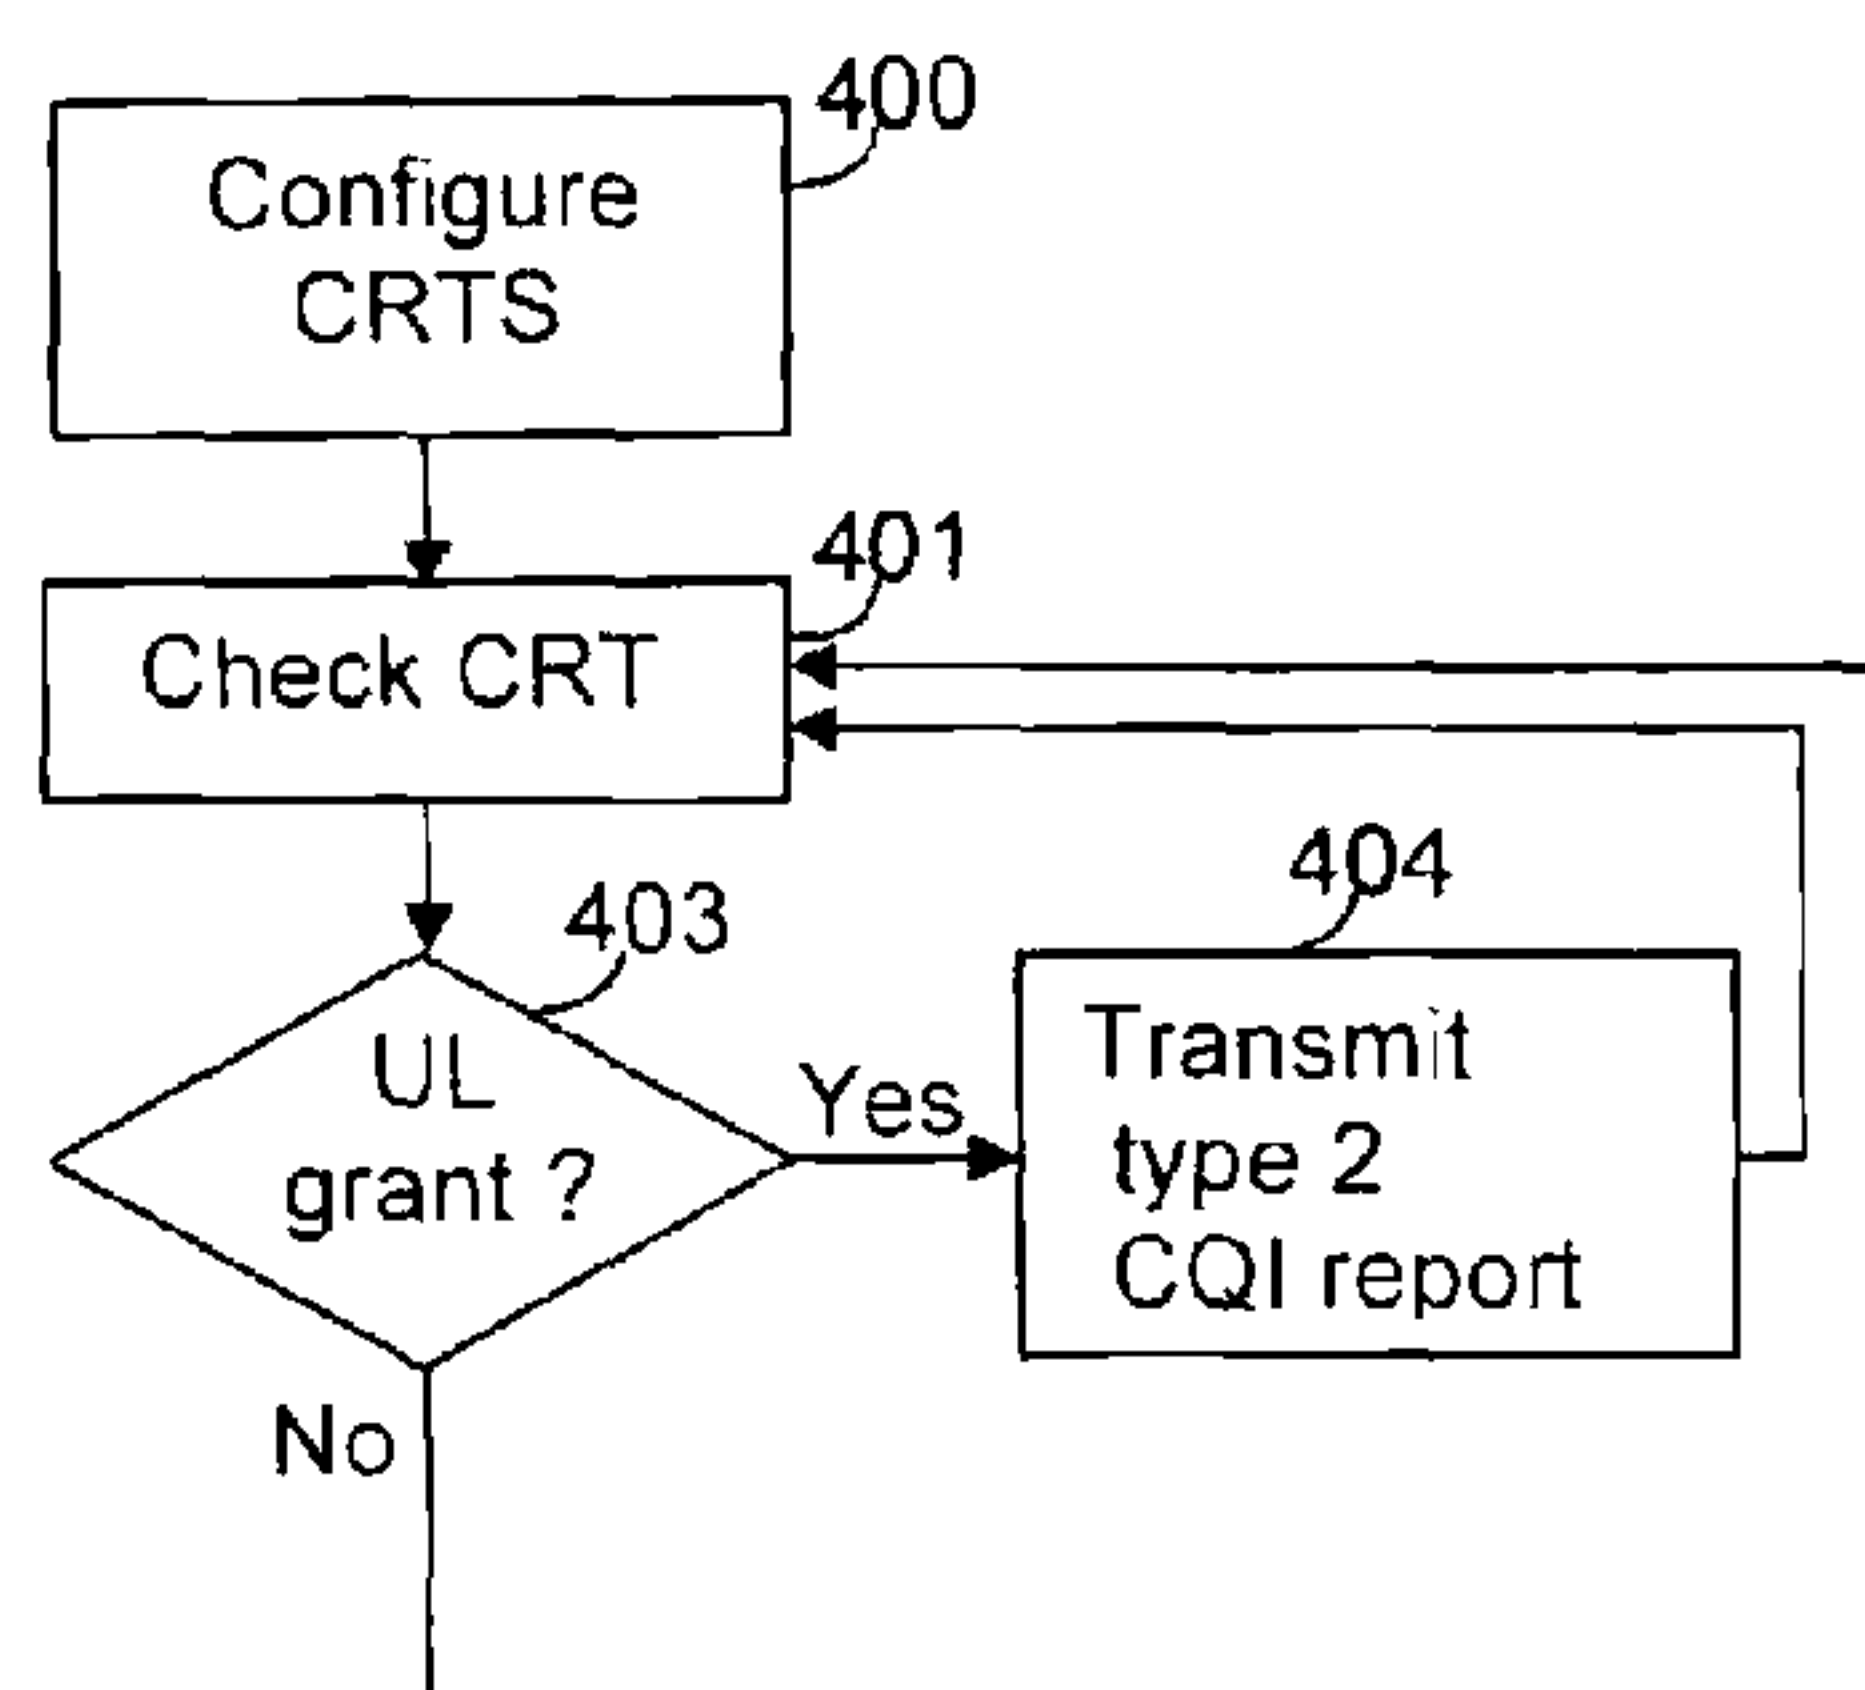 400
Configure
CRTS
401
Check CRT
403
UL
grant ?
Yes
404
Transmit
type 2
CQI report
No